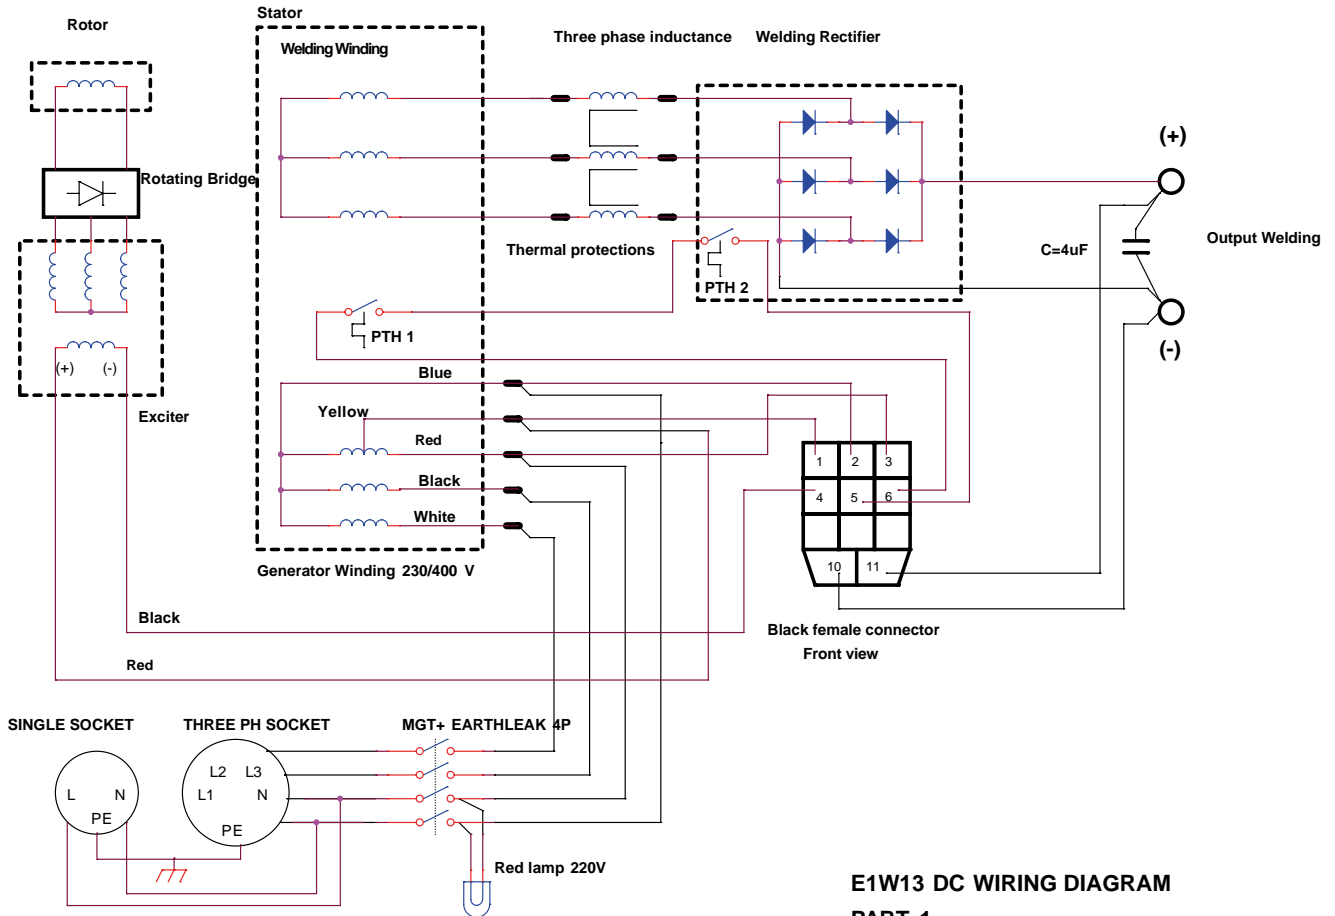 Rotor
Stator
Welding Winding
Three phase inductance
Welding Rectifier
(+)
Rotating Bridge
Output Welding
C=4uF
Thermal protections
PTH 2
PTH 1
(-)
(+)
(-)
Blue
Exciter
Yellow
Red
Black
White
1
2
3
4
5
6
10
11
Generator Winding 230/400 V
Black
Black female connector
Front view
Red
SINGLE SOCKET
THREE PH SOCKET
MGT+ EARTHLEAK 4P
L
N
PE
L2
L3
L1
N
PE
Red lamp 220V
E1W13 DC WIRING DIAGRAM
PART 1